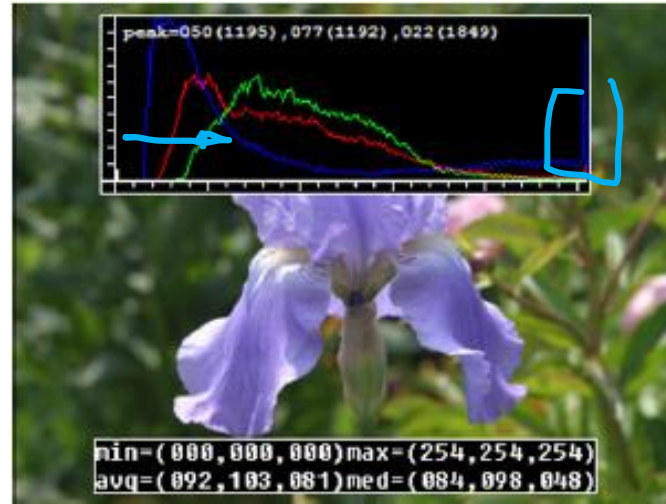 peak=050(1195),077(1192),022(1849)
min=(000,000,000)max=(254,254,254)
avg=(092,103,081)med=(084,098,048)